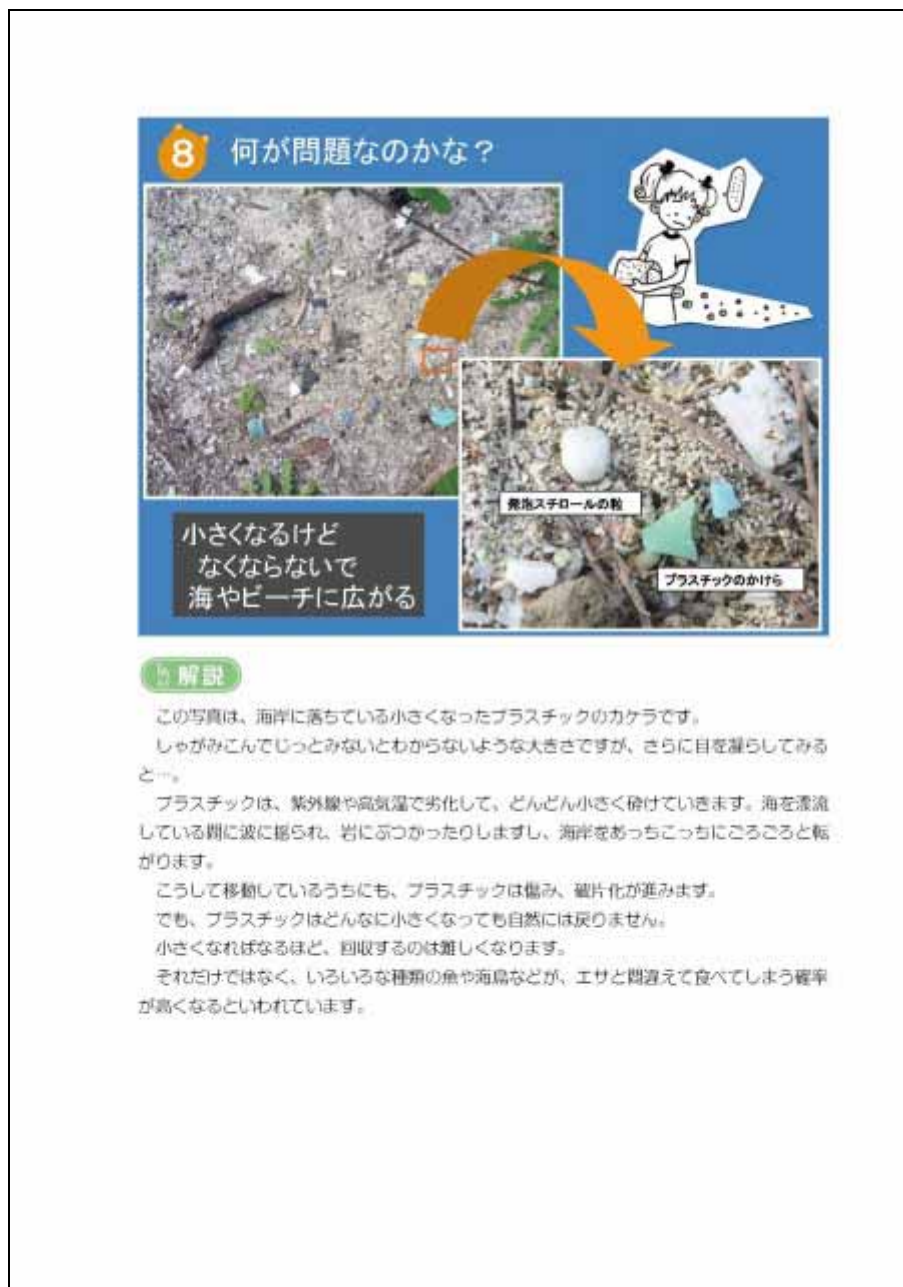 8 何が問題なのかな？
発泡スチロールの粒
プラスチックのかけら
小さくなるけど
なくならないで
海やビーチに広がる
解説
この写真は、海岸に落ちている小さくなったプラスチックのカケラです。
しゃがみこんでじっとみないとわからないような大きさですが、さらに目を凝らしてみる
と…。
プラスチックは、紫外線や高気温で劣化して、どんどん小さく砕けていきます。海を漂流
している間に波に揺られ、岩にぶつかったりしますし、海岸をあっちこっちにごろごろと転
がります。
こうして移動しているうちにも、プラスチックは傷み、破片化が進みます。
でも、プラスチックはどんなに小さくなっても自然には戻りません。
小さくなればなるほど、回収するのは難しくなります。
それだけではなく、いろいろな種類の魚や海鳥などが、エサと間違えて食べてしまう確率
が高くなるといわれています。